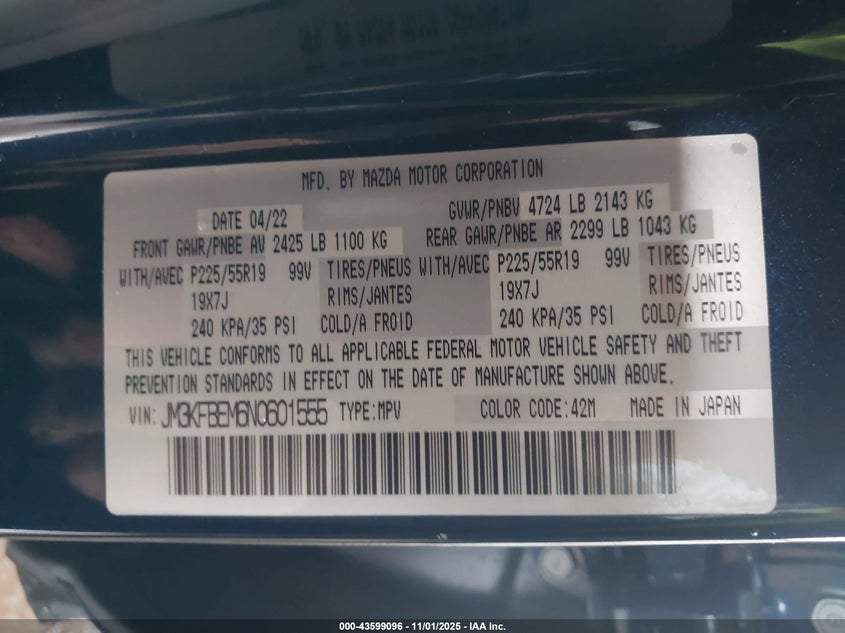 MFD. BY MAZDA MOTOR CORPORATION
DATE 04/22 GVWR/PNBV 4724 LB 2143 KG
FRONT GAWR/PNBE AV 2425 LB 1100 KG REAR GAWR/PNBE AR 2299 LB 1043 KG
WITH/AVEC P225/55R19 99V TIRES/PNEUS WITH/AVEC P225/55R19 99V TIRES/PNEUS
19X7J RIMS/JANTES 19X7J RIMS/JANTES
240 KPA/35 PSI COLD/A FROID 240 KPA/35 PSI COLD/A FROID
THIS VEHICLE CONFORMS TO ALL APPLICABLE FEDERAL MOTOR VEHICLE SAFETY AND THEFT
PREVENTION STANDARDS IN EFFECT ON THE DATE OF MANUFACTURE SHOWN ABOVE.
VIN: JM3KFBEM6N0601555 TYPE:MPV COLOR CODE:42M MADE IN JAPAN
000-43599096 - 11/01/2025 - IAA Inc.